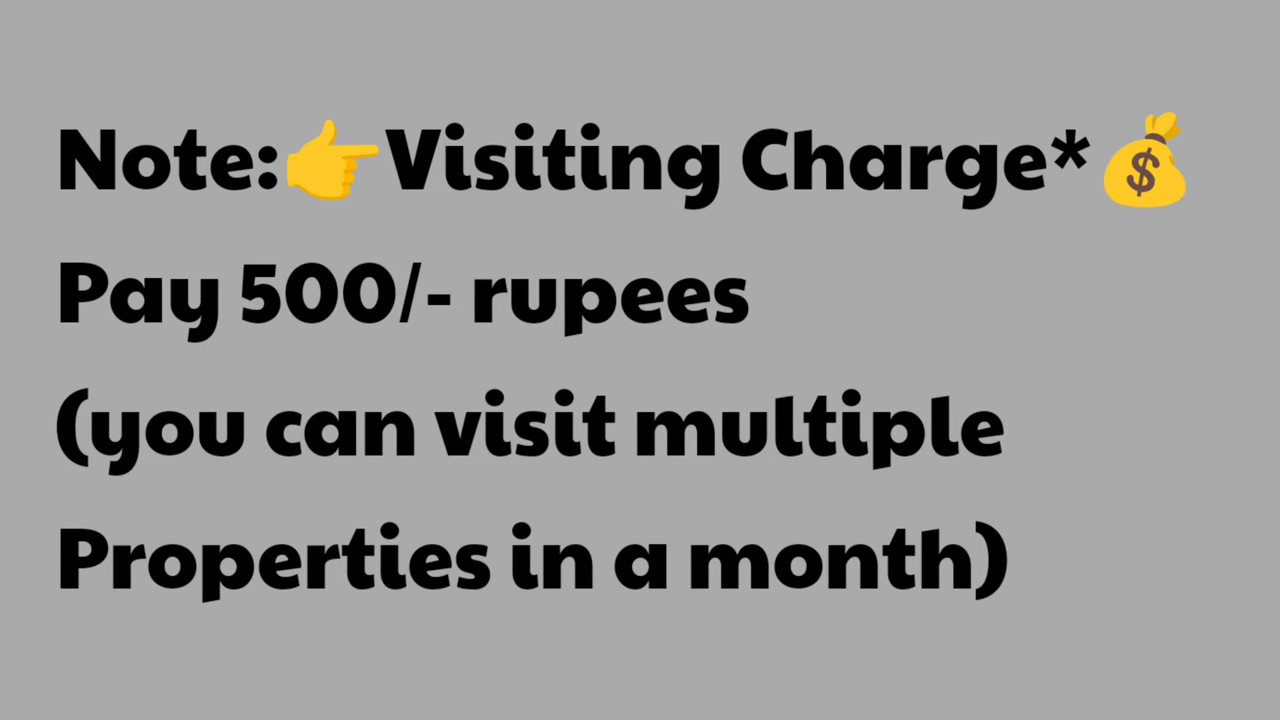 Note:👉Visiting Charge*💰
Pay 500/- rupees
(you can visit multiple
Properties in a month)